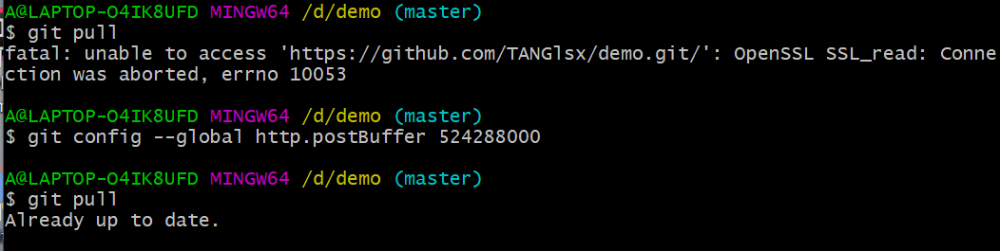 A@LAPTOP-O4IK8UFD MINGW64 /d/demo (master)
$ git pull
fatal: unable to access 'https://github.com/TANGlsx/demo.git/': OpenSSL SSL_read: Conne
ction was aborted, errno 10053
A@LAPTOP-O4IK8UFD MINGW64 /d/demo (master)
$ git config --global http.postBuffer 524288000
A@LAPTOP-O4IK8UFD MINGW64 /d/demo (master)
$ git pull
Already up to date.